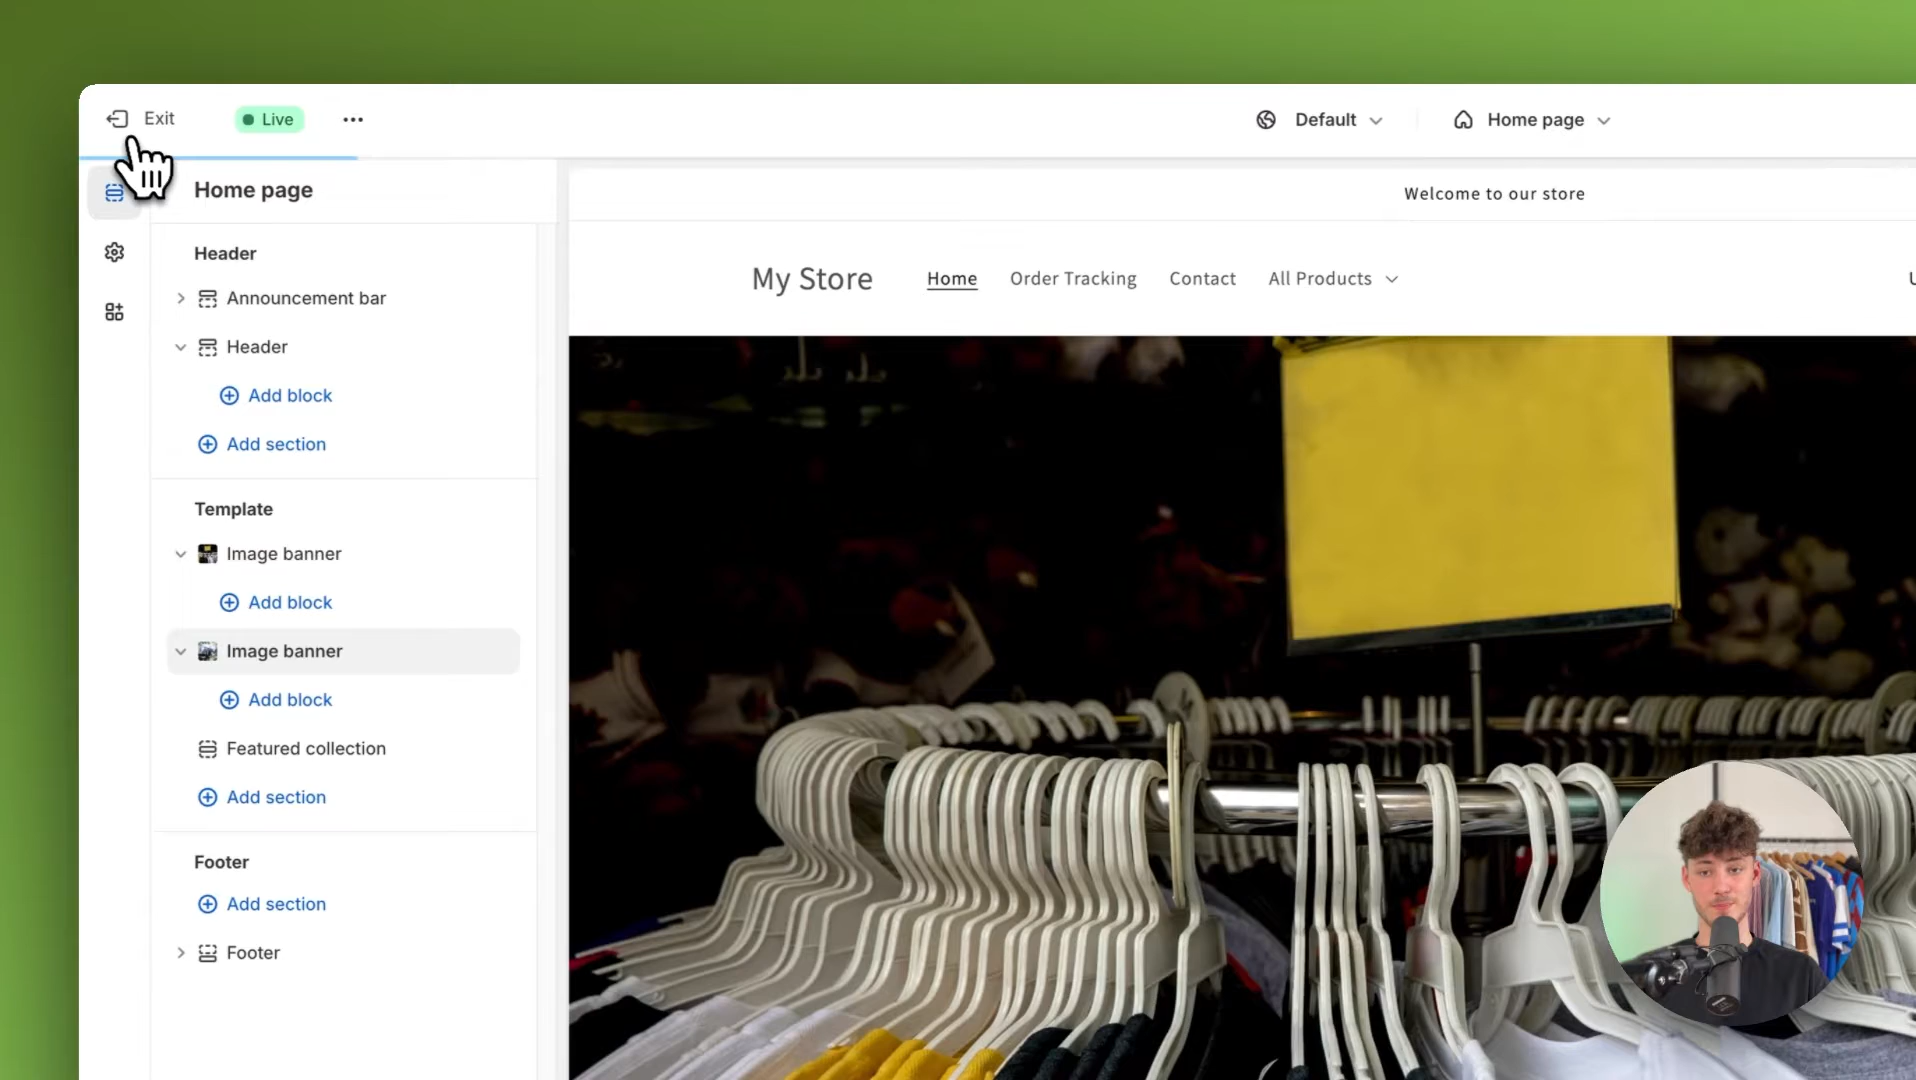 Exit
Live
Default
Home page
Home page
Welcome to our store
Header
My Store
Home
Order Tracking
Contact
All Products
Announcement bar
Header
Add block
Add section
Template
Image banner
Add block
Image banner
Add block
Featured collection
Add section
Footer
Add section
Footer